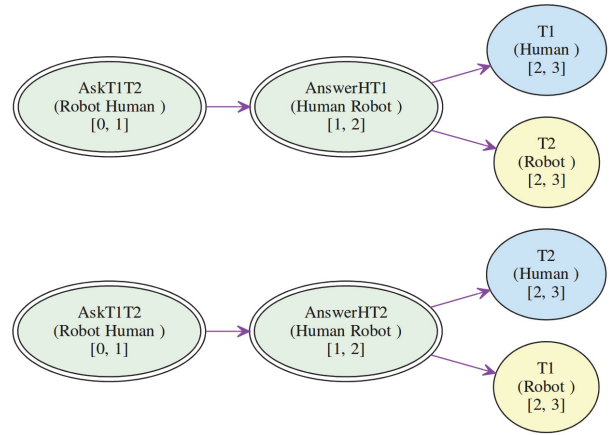 AskT1T2
(Robot Human )
[0, 1]
AnswerHT1
(Human Robot )
[1, 2]
T1
(Human )
[2, 3]
T2
(Robot )
[2, 3]
AskT1T2
(Robot Human )
[0, 1]
AnswerHT2
(Human Robot )
[1, 2]
T2
(Human )
[2, 3]
T1
(Robot )
[2, 3]